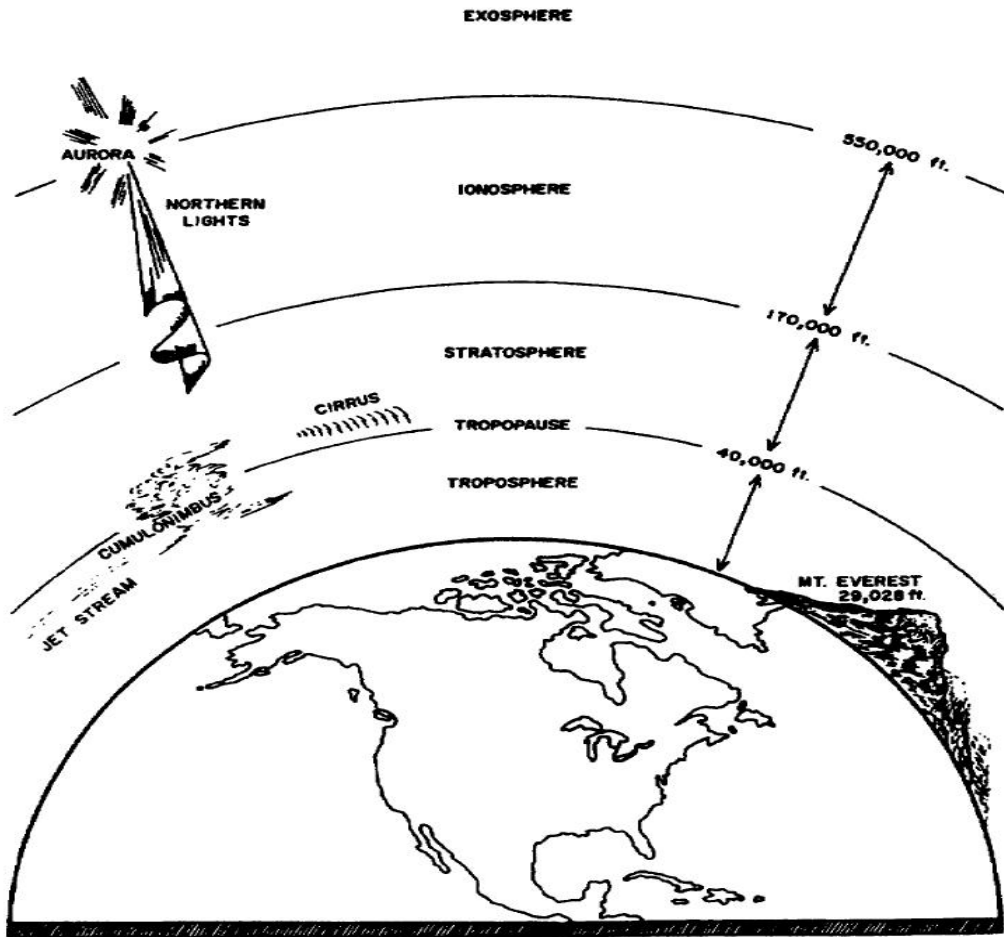 EXOSPHERE
550,000 ft.
AURORA
IONOSPHERE
NORTHERN
LIGHTS
170,000 ft.
STRATOSPHERE
CIRRUS
TROPOPAUSE
40,000 ft.
TROPOSPHERE
CUMULONIMBUS
JET STREAM
MT. EVEREST
29,028 ft.